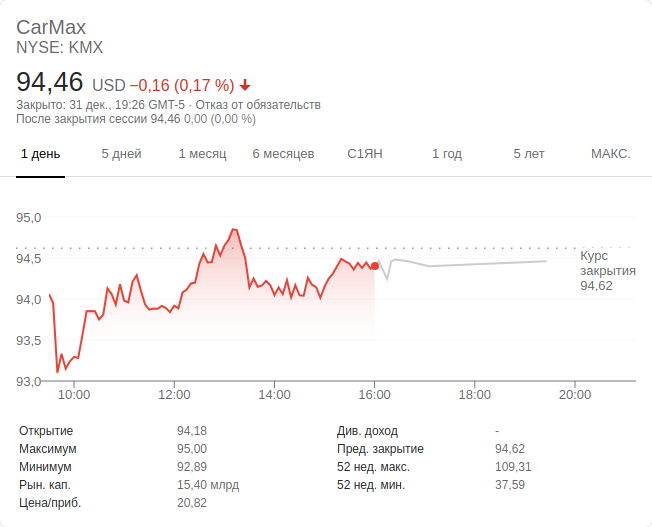 CarMax
NYSE: KMX
94,46 USD −0,16 (0,17 %)
Закрыто: 31 дек., 19:26 GMT-5 · Отказ от обязательств
После закрытия сессии 94,46 0,00 (0,00 %)
1 день 5 дней 1 месяц 6 месяцев С1ЯН 1 год 5 лет МАКС.
95,0
94,5
Курс
закрытия
94,62
94,0
93,5
93,0
10:00 12:00 14:00 16:00 18:00 20:00
Открытие 94,18 Див. доход -
Максимум 95,00 Пред. закрытие 94,62
Минимум 92,89 52 нед. макс. 109,31
Рын. кап. 15,40 млрд 52 нед. мин. 37,59
Цена/приб. 20,82